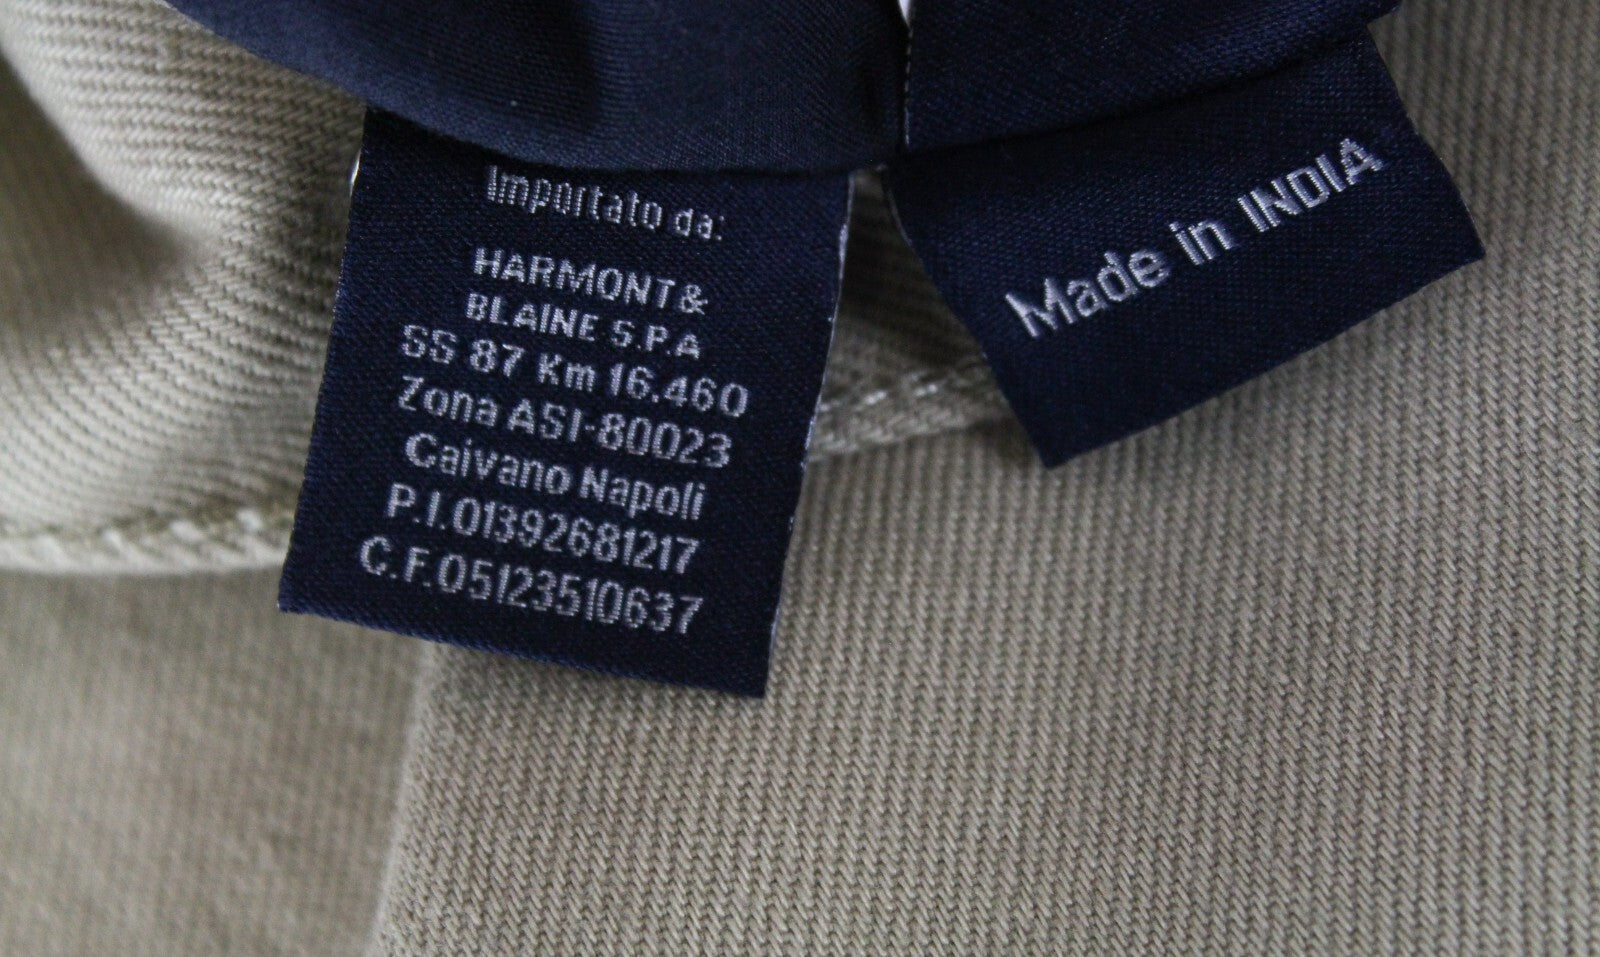 Importato da:
HARMONT &
BLAINE S.P.A
SS 87 Km 16.460
Zona ASI-80023
Caivano Napoli
P.I.01392681217
C.F.05123510637
Made in INDIA